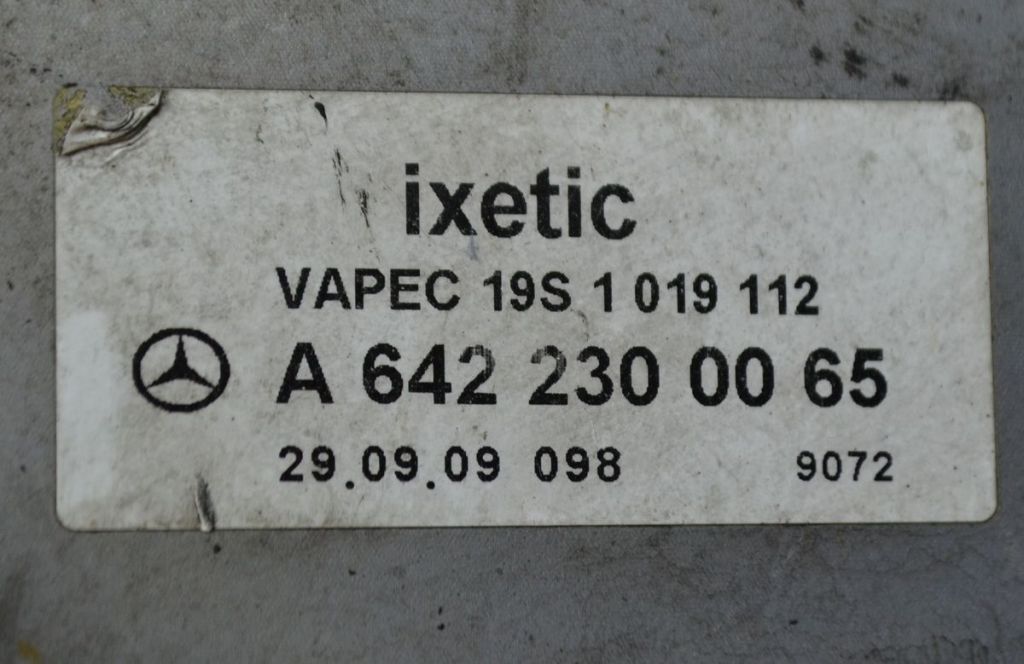 ixetic
VAPEC 19S 1 019 112
A 642 230 00 65
29.09.09 098 9072